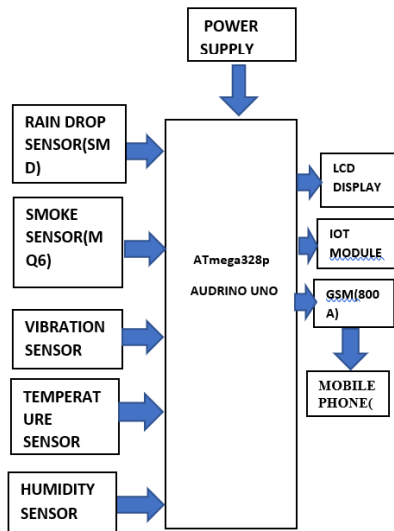 POWER
SUPPLY
RAIN DROP
SENSOR(SM
D)
SMOKE
SENSOR(M
Q6)
VIBRATION
SENSOR
TEMPERAT
URE
SENSOR
HUMIDITY
SENSOR
ATmega328p
AUDRINO UNO
LCD
DISPLAY
IOT
MODULE
GSM(800
A)
MOBILE
PHONE(